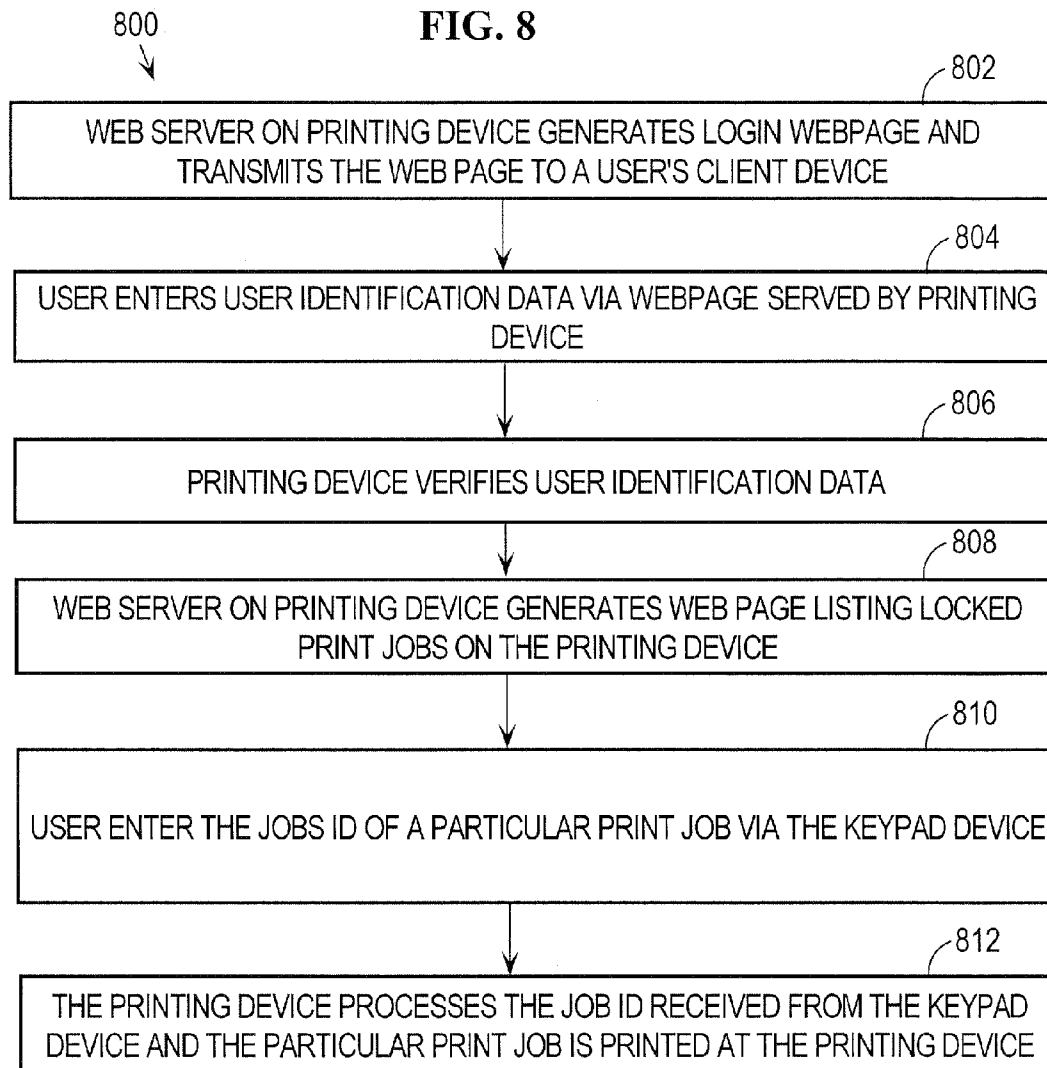 800
FIG. 8
802
WEB SERVER ON PRINTING DEVICE GENERATES LOGIN WEBPAGE AND
TRANSMITS THE WEB PAGE TO A USER'S CLIENT DEVICE
804
USER ENTERS USER IDENTIFICATION DATA VIA WEBPAGE SERVED BY PRINTING
DEVICE
806
PRINTING DEVICE VERIFIES USER IDENTIFICATION DATA
808
WEB SERVER ON PRINTING DEVICE GENERATES WEB PAGE LISTING LOCKED
PRINT JOBS ON THE PRINTING DEVICE
810
USER ENTER THE JOBS ID OF A PARTICULAR PRINT JOB VIA THE KEYPAD DEVICE
812
THE PRINTING DEVICE PROCESSES THE JOB ID RECEIVED FROM THE KEYPAD
DEVICE AND THE PARTICULAR PRINT JOB IS PRINTED AT THE PRINTING DEVICE